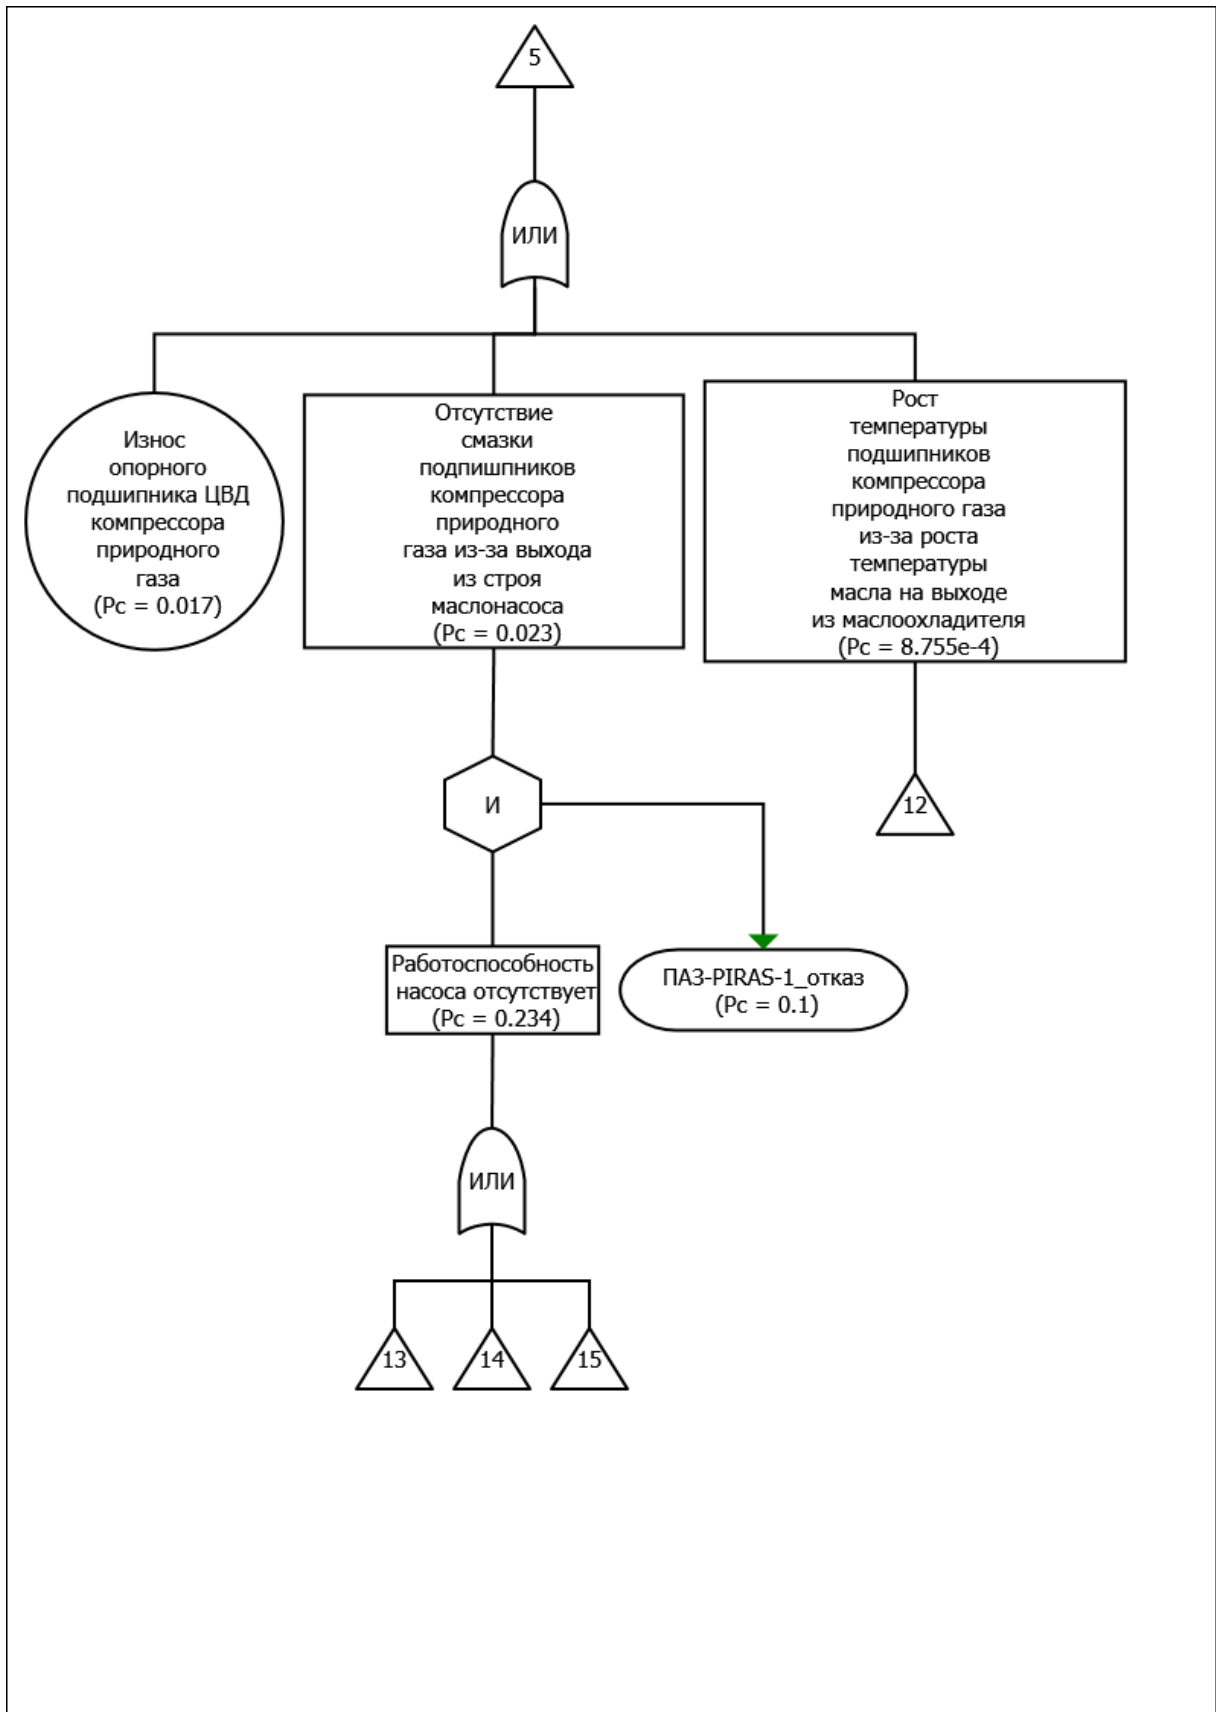 5
ИЛИ
Износ
опорного
подшипника ЦВД
компрессора
природного
газа
(Pc = 0.017)
Отсутствие
смазки
подпишпников
компрессора
природного
газа из-за выхода
из строя
маслонасоса
(Pc = 0.023)
Рост
температуры
подшипников
компрессора
природного газа
из-за роста
температуры
масла на выходе
из маслоохладителя
(Pc = 8.755e-4)
И
12
Работоспособность
насоса отсутствует
(Pc = 0.234)
ПАЗ-PIRAS-1_отказ
(Pc = 0.1)
ИЛИ
13
14
15